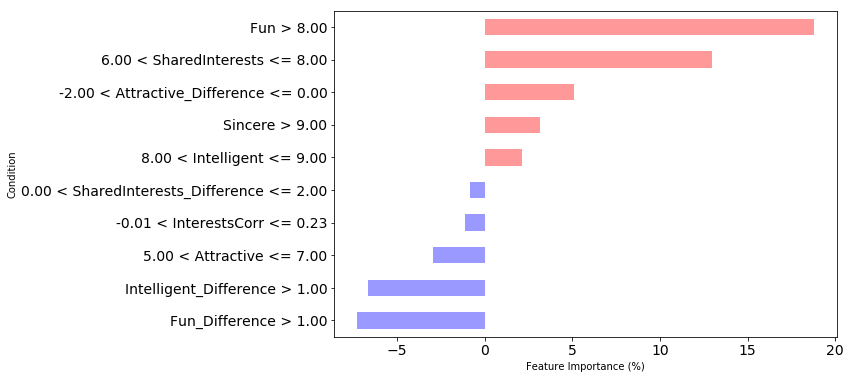 Fun > 8.00
6.00 < SharedInterests <= 8.00
-2.00 < Attractive_Difference <= 0.00
Sincere > 9.00
8.00 < Intelligent <= 9.00
0.00 < SharedInterests_Difference <= 2.00
-0.01 < InterestsCorr <= 0.23
5.00 < Attractive <= 7.00
Intelligent_Difference > 1.00
Fun_Difference > 1.00
Condition
−5 0 5 10 15 20
Feature Importance (%)